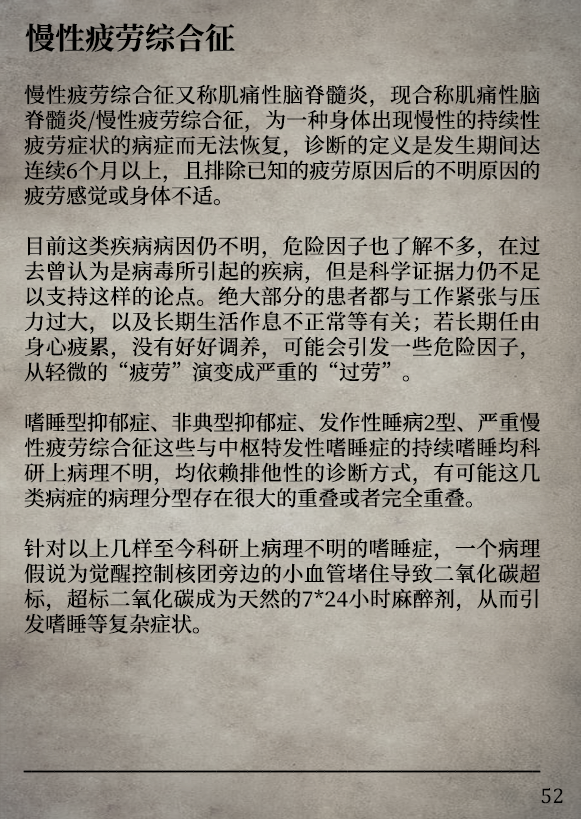 慢性疲劳综合征
慢性疲劳综合征又称肌痛性脑脊髓炎，现合称肌痛性脑
脊髓炎/慢性疲劳综合征，为一种身体出现慢性的持续性
疲劳症状的病症而无法恢复，诊断的定义是发生期间达
连续6个月以上，且排除已知的疲劳原因后的不明原因的
疲劳感觉或身体不适。
目前这类疾病病因仍不明，危险因子也了解不多，在过
去曾认为是病毒所引起的疾病，但是科学证据力仍不足
以支持这样的论点。绝大部分的患者都与工作紧张与压
力过大，以及长期生活作息不正常等有关；若长期任由
身心疲累，没有好好调养，可能会引发一些危险因子，
从轻微的“疲劳”演变成严重的“过劳”。
嗜睡型抑郁症、非典型抑郁症、发作性睡病2型、严重慢
性疲劳综合征这些与中枢特发性嗜睡症的持续嗜睡均科
研上病理不明，均依赖排他性的诊断方式，有可能这几
类病症的病理分型存在很大的重叠或者完全重叠。
针对以上几样至今科研上病理不明的嗜睡症，一个病理
假说为觉醒控制核团旁边的小血管堵住导致二氧化碳超
标，超标二氧化碳成为天然的7*24小时麻醉剂，从而引
发嗜睡等复杂症状。
52